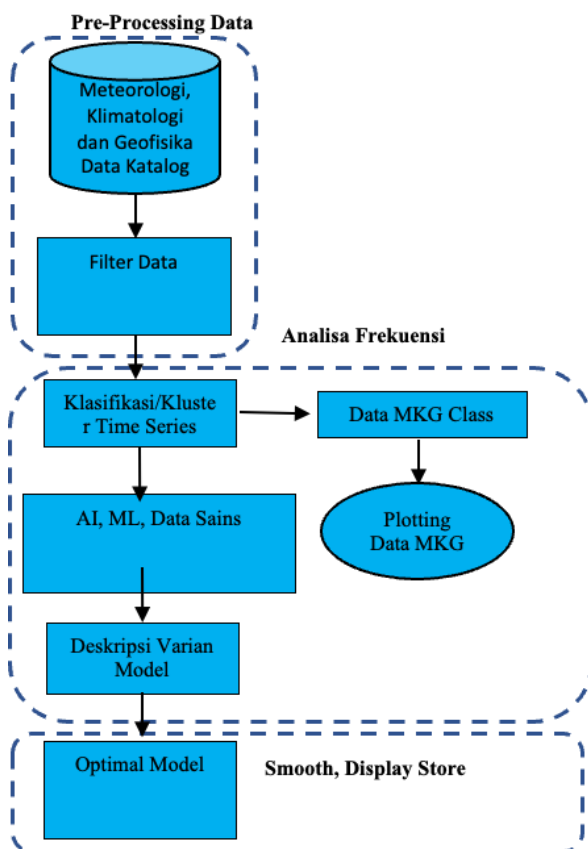 Pre-Processing Data
Meteorologi,
Klimatologi
dan Geofisika
Data Katalog
Filter Data
Analisa Frekuensi
Klasifikasi/Kluste
r Time Series
Data MKG Class
AI, ML, Data Sains
Plotting
Data MKG
Deskripsi Varian
Model
Optimal Model
Smooth, Display Store